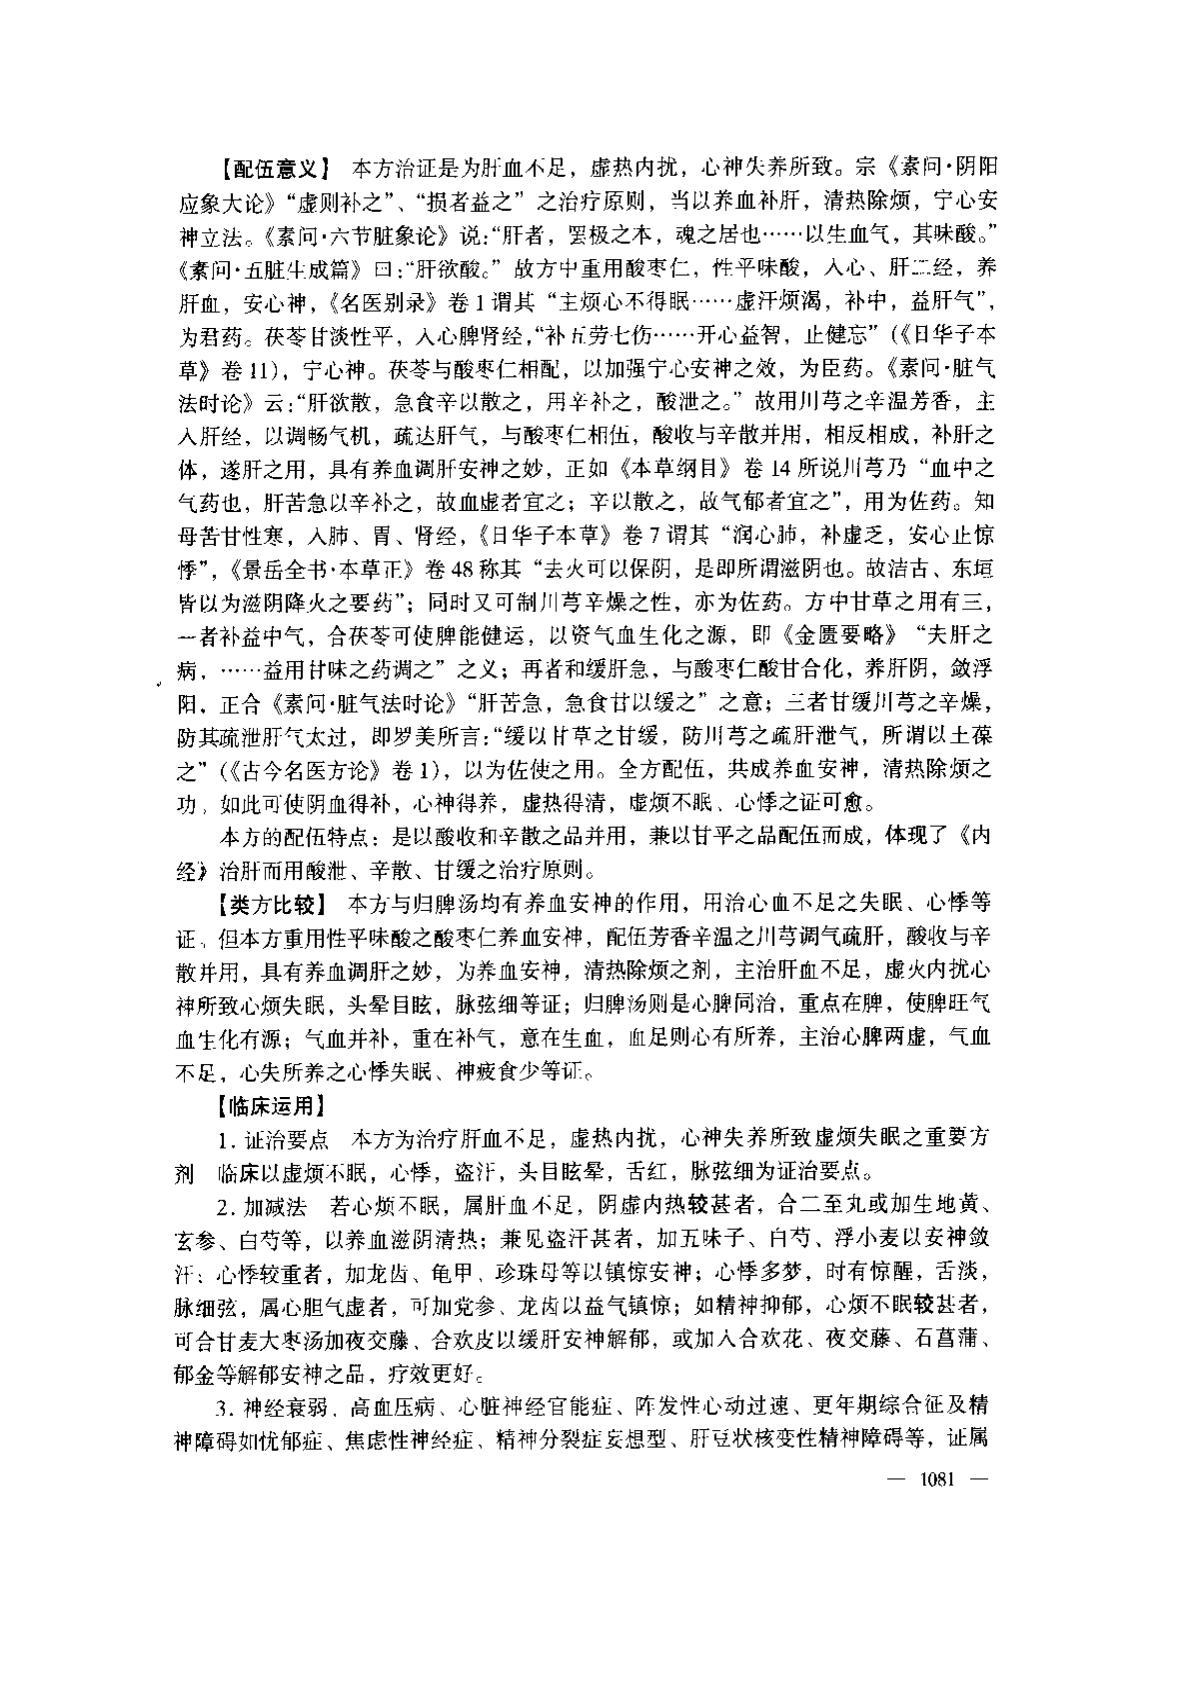 【配伍意义】 本方治证是为肝血不足，虚热内扰，心神失养所致。宗《素问·阴阳
应象大论》“虚则补之”、“损者益之”之治疗原则，当以养血补肝，清热除烦，宁心安
神立法。《素问·六节脏象论》说：“肝者，罢极之本，魂之居也……以生血气，其味酸。”
《素问·五脏生成篇》曰：“肝欲酸。”故方中重用酸枣仁，性平味酸，入心、肝二经，养
肝血，安心神，《名医别录》卷1谓其“主烦心不得眠……虚汗烦渴，补中，益肝气”，
为君药。茯苓甘淡性平，入心脾肾经，“补五劳七伤……开心益智，止健忘”（《日华子本
草》卷11），宁心神。茯苓与酸枣仁相配，以加强宁心安神之效，为臣药。《素问·脏气
法时论》云：“肝欲散，急食辛以散之，用辛补之，酸泄之。”故用川芎之辛温芳香，主
入肝经，以调畅气机，疏达肝气，与酸枣仁相伍，酸收与辛散并用，相反相成，补肝之
体，遂肝之用，具有养血调肝安神之妙，正如《本草纲目》卷14所说川芎乃“血中之
气药也，肝苦急以辛补之，故血虚者宜之；辛以散之，故气郁者宜之”，用为佐药。知
母苦甘性寒，入肺、胃、肾经，《日华子本草》卷7谓其“润心肺，补虚乏，安心止惊
悸”，《景岳全书·本草正》卷48称其“去火可以保阴，是即所谓滋阴也。故洁古、东垣
皆以为滋阴降火之要药”；同时又可制川芎辛燥之性，亦为佐药。方中甘草之用有三，
一者补益中气，合茯苓可使脾能健运，以资气血生化之源，即《金匮要略》“夫肝之
病，……益用甘味之药调之”之义；再者和缓肝急，与酸枣仁酸甘合化，养肝阴，敛浮
阳，正合《素问·脏气法时论》“肝苦急，急食甘以缓之”之意；三者甘缓川芎之辛燥，
防其疏泄肝气太过，即罗美所言：“缓以甘草之甘缓，防川芎之疏肝泄气，所谓以土葆
之”（《古今名医方论》卷1），以为佐使之用。全方配伍，共成养血安神，清热除烦之
功，如此可使阴血得补，心神得养，虚热得清，虚烦不眠、心悸之证可愈。
本方的配伍特点：是以酸收和辛散之品并用，兼以甘平之品配伍而成，体现了《内
经》治肝而用酸泄、辛散、甘缓之治疗原则。
【类方比较】 本方与归脾汤均有养血安神的作用，用治心血不足之失眠、心悸等
证。但本方重用性平味酸之酸枣仁养血安神，配伍芳香辛温之川芎调气疏肝，酸收与辛
散并用，具有养血调肝之妙，为养血安神，清热除烦之剂，主治肝血不足，虚火内扰心
神所致心烦失眠，头晕目眩，脉弦细等证；归脾汤则是心脾同治，重点在脾，使脾旺气
血生化有源；气血并补，重在补气，意在生血，血足则心有所养，主治心脾两虚，气血
不足，心失所养之心悸失眠、神疲食少等证。
【临床运用】
1. 证治要点 本方为治疗肝血不足，虚热内扰，心神失养所致虚烦失眠之重要方
剂 临床以虚烦不眠，心悸，盗汗，头目眩晕，舌红，脉弦细为证治要点。
2. 加减法 若心烦不眠，属肝血不足，阴虚内热较甚者，合二至丸或加生地黄、
玄参、白芍等，以养血滋阴清热；兼见盗汗甚者，加五味子、白芍、浮小麦以安神敛
汗；心悸较重者，加龙齿、龟甲、珍珠母等以镇惊安神；心悸多梦，时有惊醒，舌淡，
脉细弦，属心胆气虚者，可加党参、龙齿以益气镇惊；如精神抑郁，心烦不眠较甚者，
可合甘麦大枣汤加夜交藤、合欢皮以缓肝安神解郁，或加入合欢花、夜交藤、石菖蒲、
郁金等解郁安神之品，疗效更好。
3. 神经衰弱、高血压病、心脏神经官能症、阵发性心动过速、更年期综合征及精
神障碍如忧郁症、焦虑性神经症、精神分裂症妄想型、肝豆状核变性精神障碍等，证属
— 1081 —